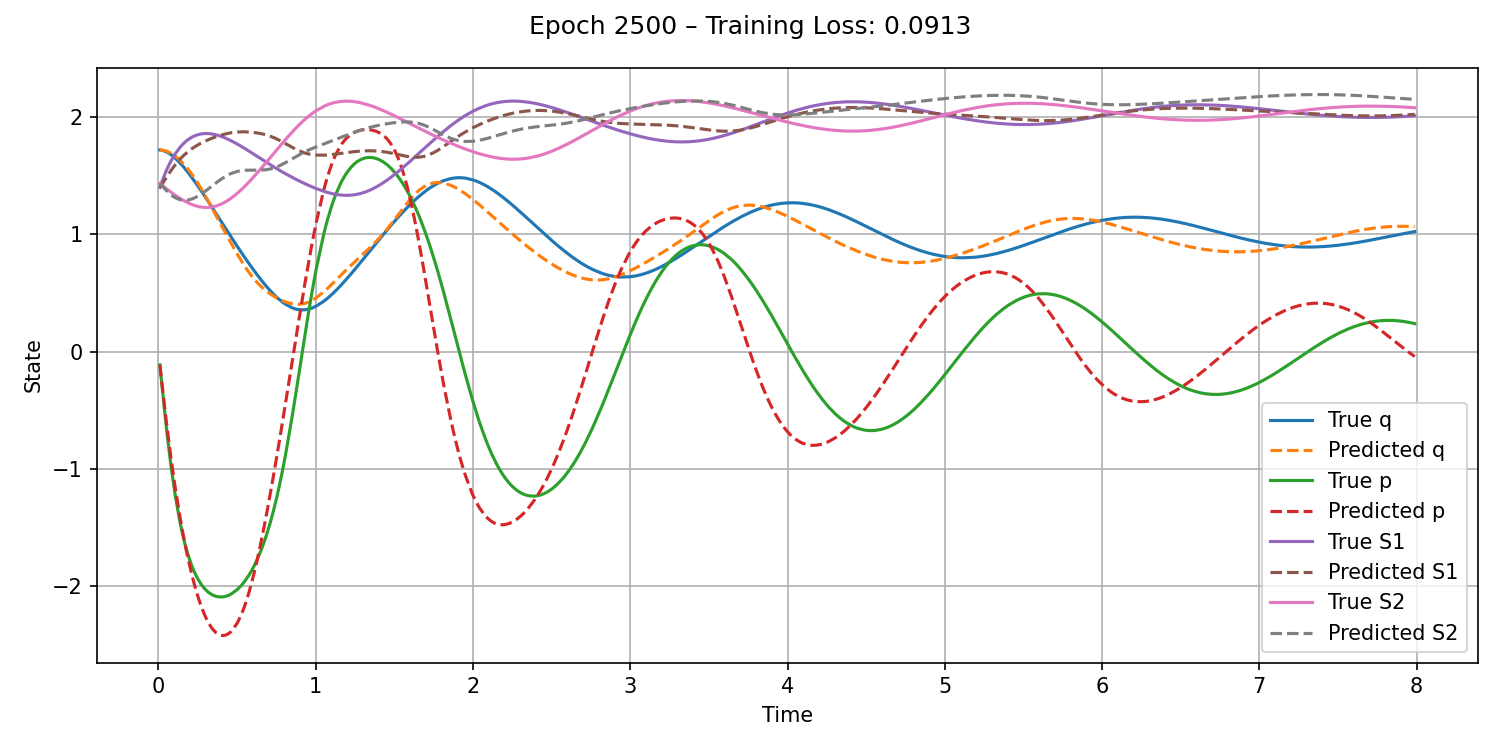 Epoch 2500 – Training Loss: 0.0913
State
2
1
0
−1
−2
0 1 2 3 4 5 6 7 8
Time
True q
Predicted q
True p
Predicted p
True S1
Predicted S1
True S2
Predicted S2